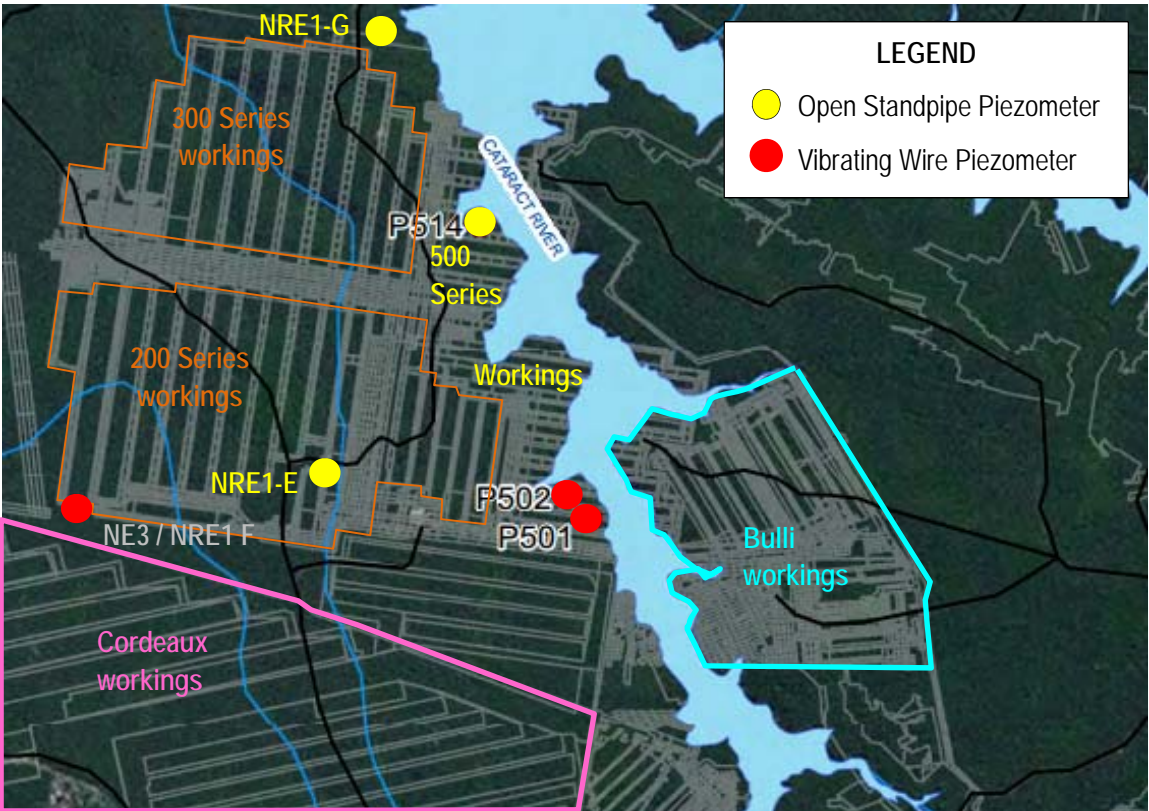 NRE1-G
LEGEND
Open Standpipe Piezometer
Vibrating Wire Piezometer
300 Series
workings
CATARACT RIVER
P514
500
Series
200 Series
workings
Workings
NRE1-E
P502
P501
NE3 / NRE1 F
Bulli
workings
Cordeaux
workings